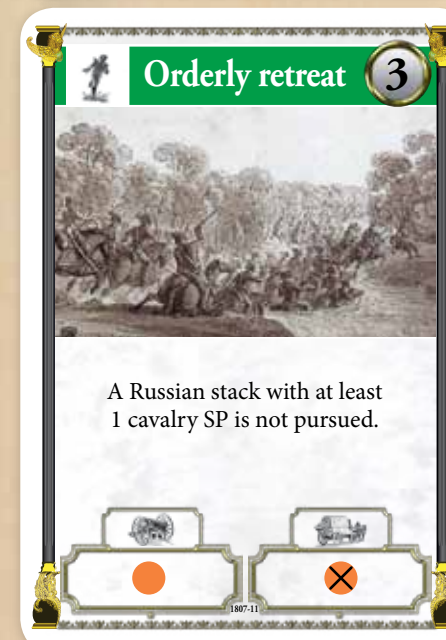 Orderly retreat 3
A Russian stack with at least
1 cavalry SP is not pursued.
1807-11